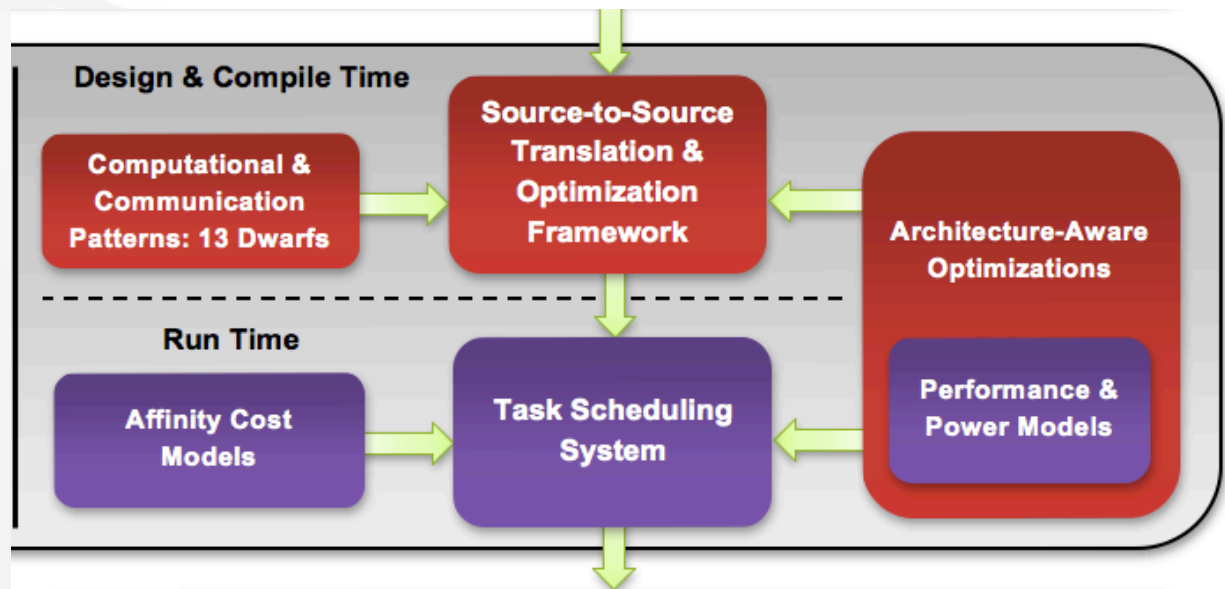 Design & Compile Time
Source-to-Source
Translation &
Optimization
Framework
Computational &
Communication
Patterns: 13 Dwarfs
Architecture-Aware
Optimizations
Run Time
Affinity Cost
Models
Task Scheduling
System
Performance &
Power Models